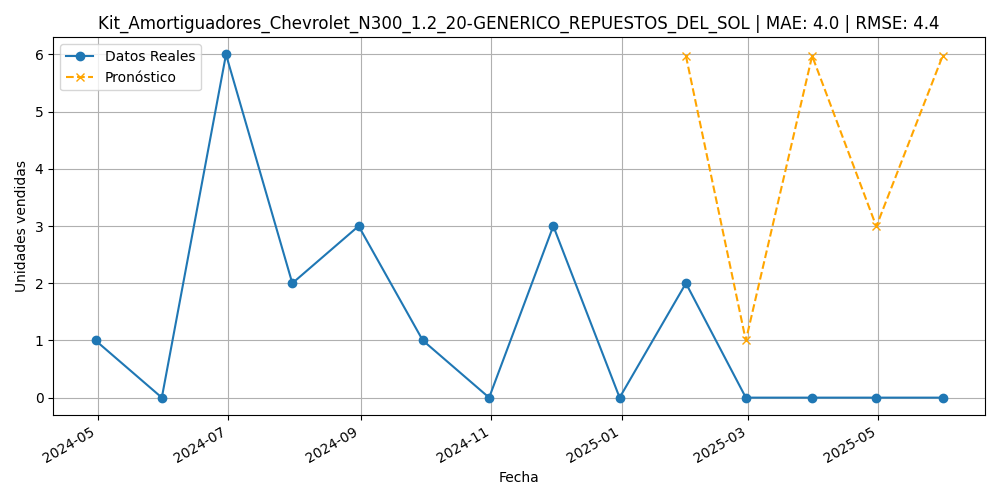 Kit_Amortiguadores_Chevrolet_N300_1.2_20-GENERICO_REPUESTOS_DEL_SOL | MAE: 4.0 | RMSE: 4.4
Datos Reales
Pronóstico
Unidades vendidas
6
5
4
3
2
1
0
2024-05
2024-07
2024-09
2024-11
2025-01
2025-03
2025-05
Fecha